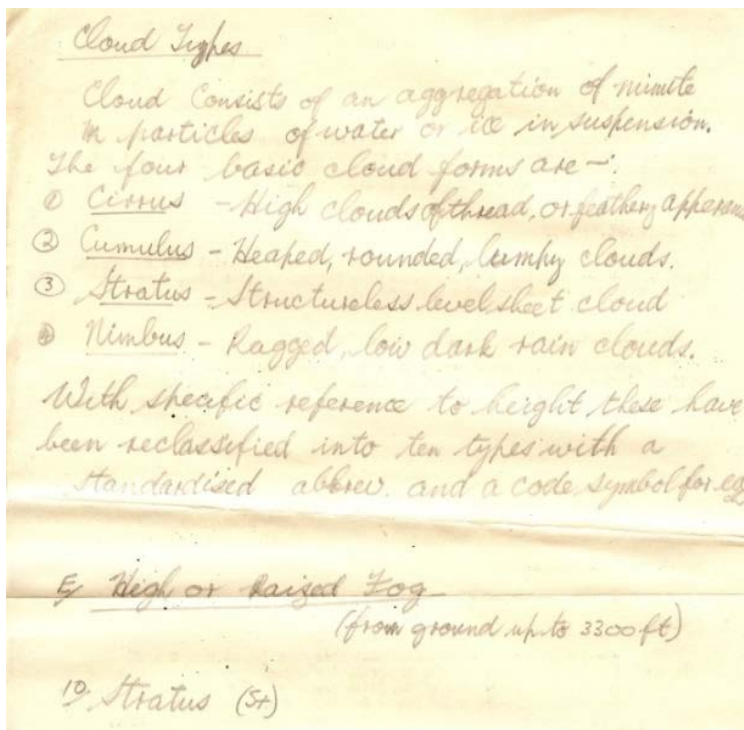 Cloud Types
Cloud Consists of an aggregation of minute
m particles of water or ice in suspension.
The four basic cloud forms are -:
① Cirrus - High clouds of thread, or feathery appearan
② Cumulus - Heaped, rounded, lumpy clouds.
③ Stratus - Structureless level sheet cloud
④ Nimbus - Ragged, low dark rain clouds.
With specific reference to height these have
been reclassified into ten types with a
standardised abbrev. and a code symbol for ea
E/ High or Raised Fog
(from ground up to 3300 ft)
10. Stratus (St)